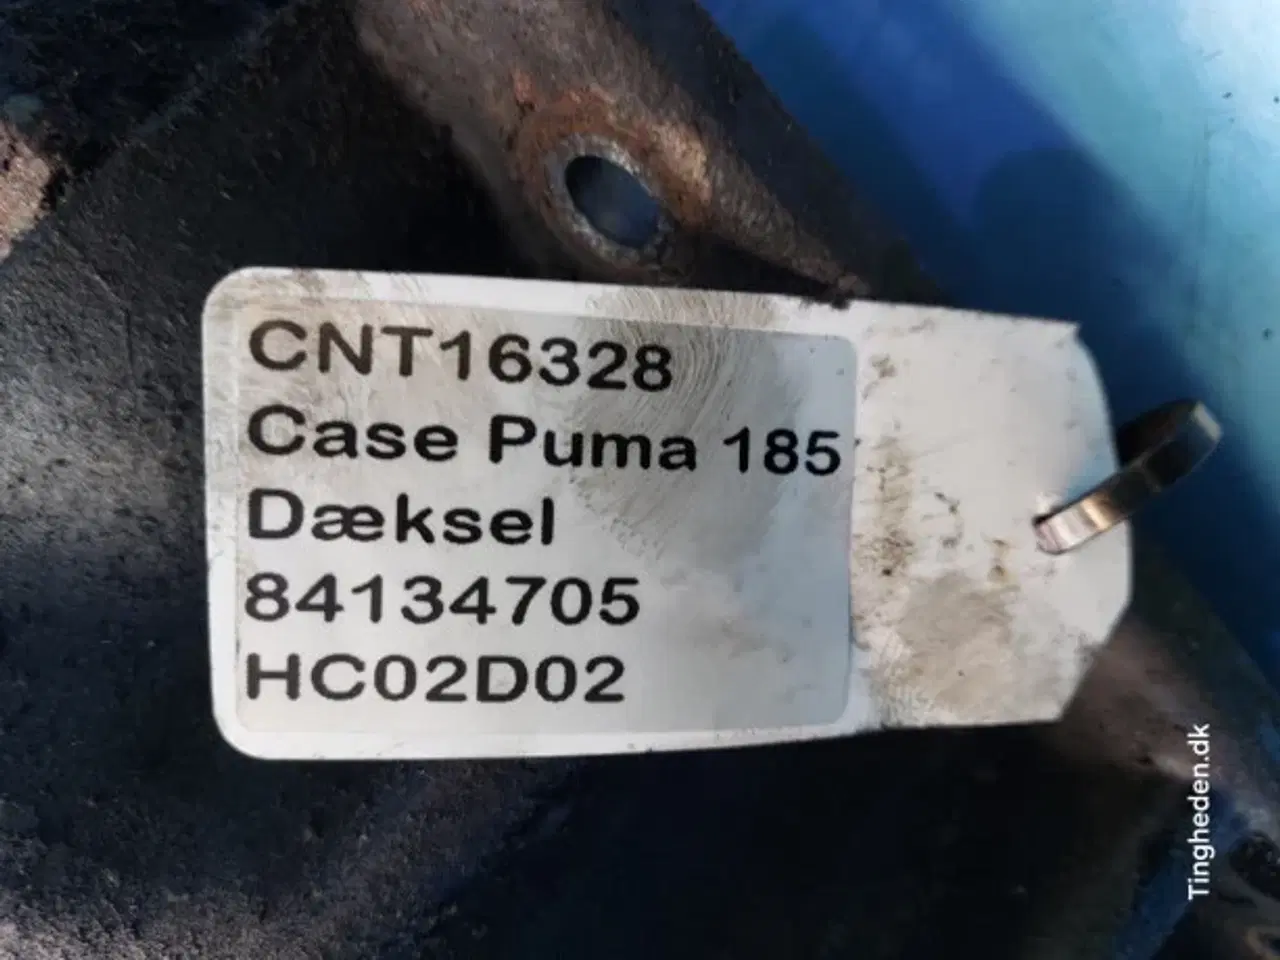 CNT16328
Case Puma 185
Dæksel
84134705
HC02D02
Tingheden.dk